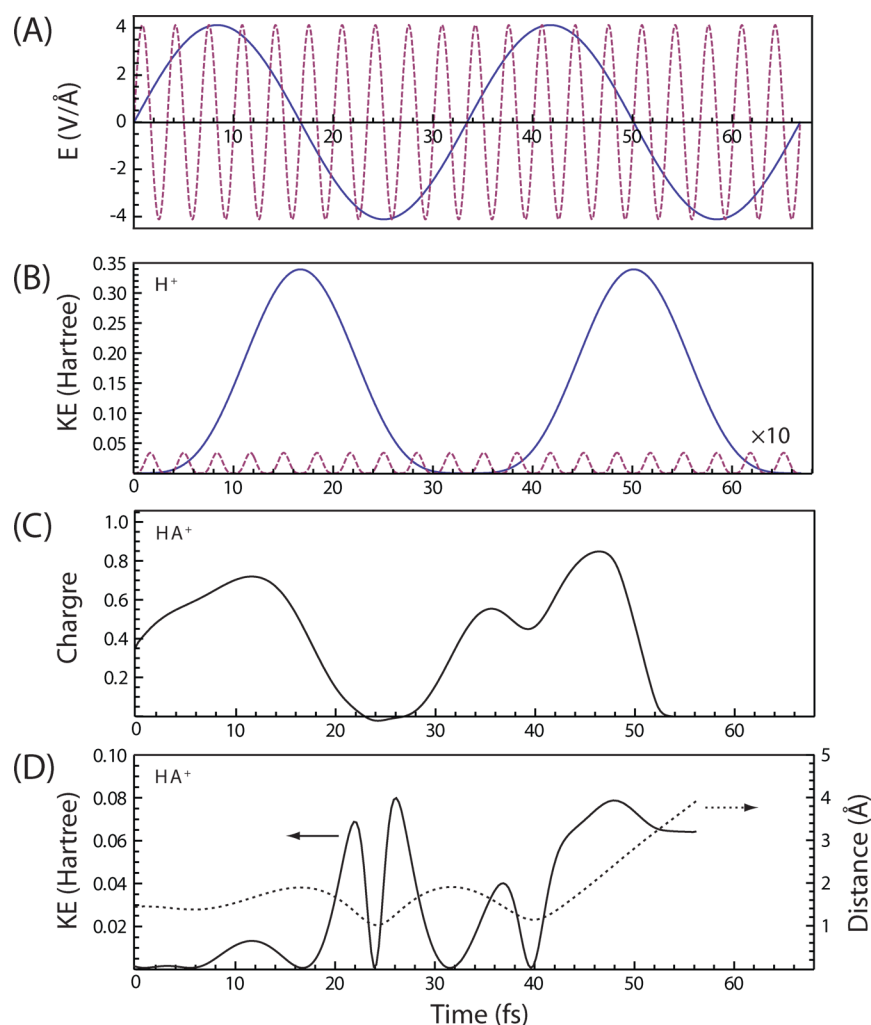 (A)
E (V/Å)
4
2
0
-2
-4
10 20 30 40 50 60
(B)
KE (Hartree)
H+
0.35
0.30
0.25
0.20
0.15
0.10
0.05
×10
0 10 20 30 40 50 60
(C)
Chargre
HA+
1.0
0.8
0.6
0.4
0.2
0 10 20 30 40 50 60
(D)
KE (Hartree)
HA+
0.10
0.08
0.06
0.04
0.02
5
4
3
2
1
0
Distance (Å)
0 10 20 30 40 50 60
Time (fs)